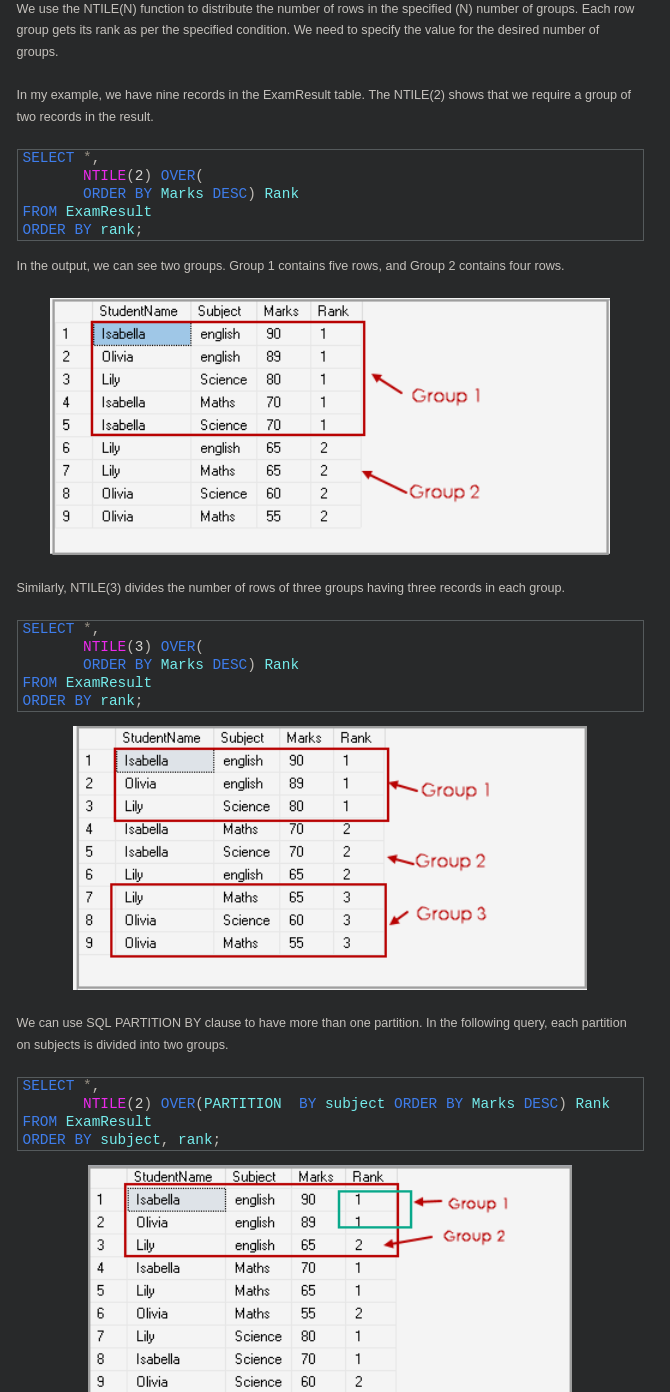 We use the NTILE(N) function to distribute the number of rows in the specified (N) number of groups. Each row
group gets its rank as per the specified condition. We need to specify the value for the desired number of
groups.
In my example, we have nine records in the ExamResult table. The NTILE(2) shows that we require a group of
two records in the result.
SELECT *,
NTILE(2) OVER(
ORDER BY Marks DESC) Rank
FROM ExamResult
ORDER BY rank;
In the output, we can see two groups. Group 1 contains five rows, and Group 2 contains four rows.
StudentName Subject Marks Rank
1 Isabella english 90 1
2 Olivia english 89 1
3 Lily Science 80 1
4 Isabella Maths 70 1
Group 1
5 Isabella Science 70 1
6 Lily english 65 2
7 Lily Maths 65 2
8 Olivia Science 60 2
Group 2
9 Olivia Maths 55 2
Similarly, NTILE(3) divides the number of rows of three groups having three records in each group.
SELECT *,
NTILE(3) OVER(
ORDER BY Marks DESC) Rank
FROM ExamResult
ORDER BY rank;
StudentName Subject Marks Rank
1 Isabella english 90 1
2 Olivia english 89 1
Group 1
3 Lily Science 80 1
4 Isabella Maths 70 2
5 Isabella Science 70 2
Group 2
6 Lily english 65 2
7 Lily Maths 65 3
8 Olivia Science 60 3
Group 3
9 Olivia Maths 55 3
We can use SQL PARTITION BY clause to have more than one partition. In the following query, each partition
on subjects is divided into two groups.
SELECT *,
NTILE(2) OVER(PARTITION BY subject ORDER BY Marks DESC) Rank
FROM ExamResult
ORDER BY subject, rank;
StudentName Subject Marks Rank
1 Isabella english 90 1
Group 1
2 Olivia english 89 1
Group 2
3 Lily english 65 2
4 Isabella Maths 70 1
5 Lily Maths 65 1
6 Olivia Maths 55 2
7 Lily Science 80 1
8 Isabella Science 70 1
9 Olivia Science 60 2